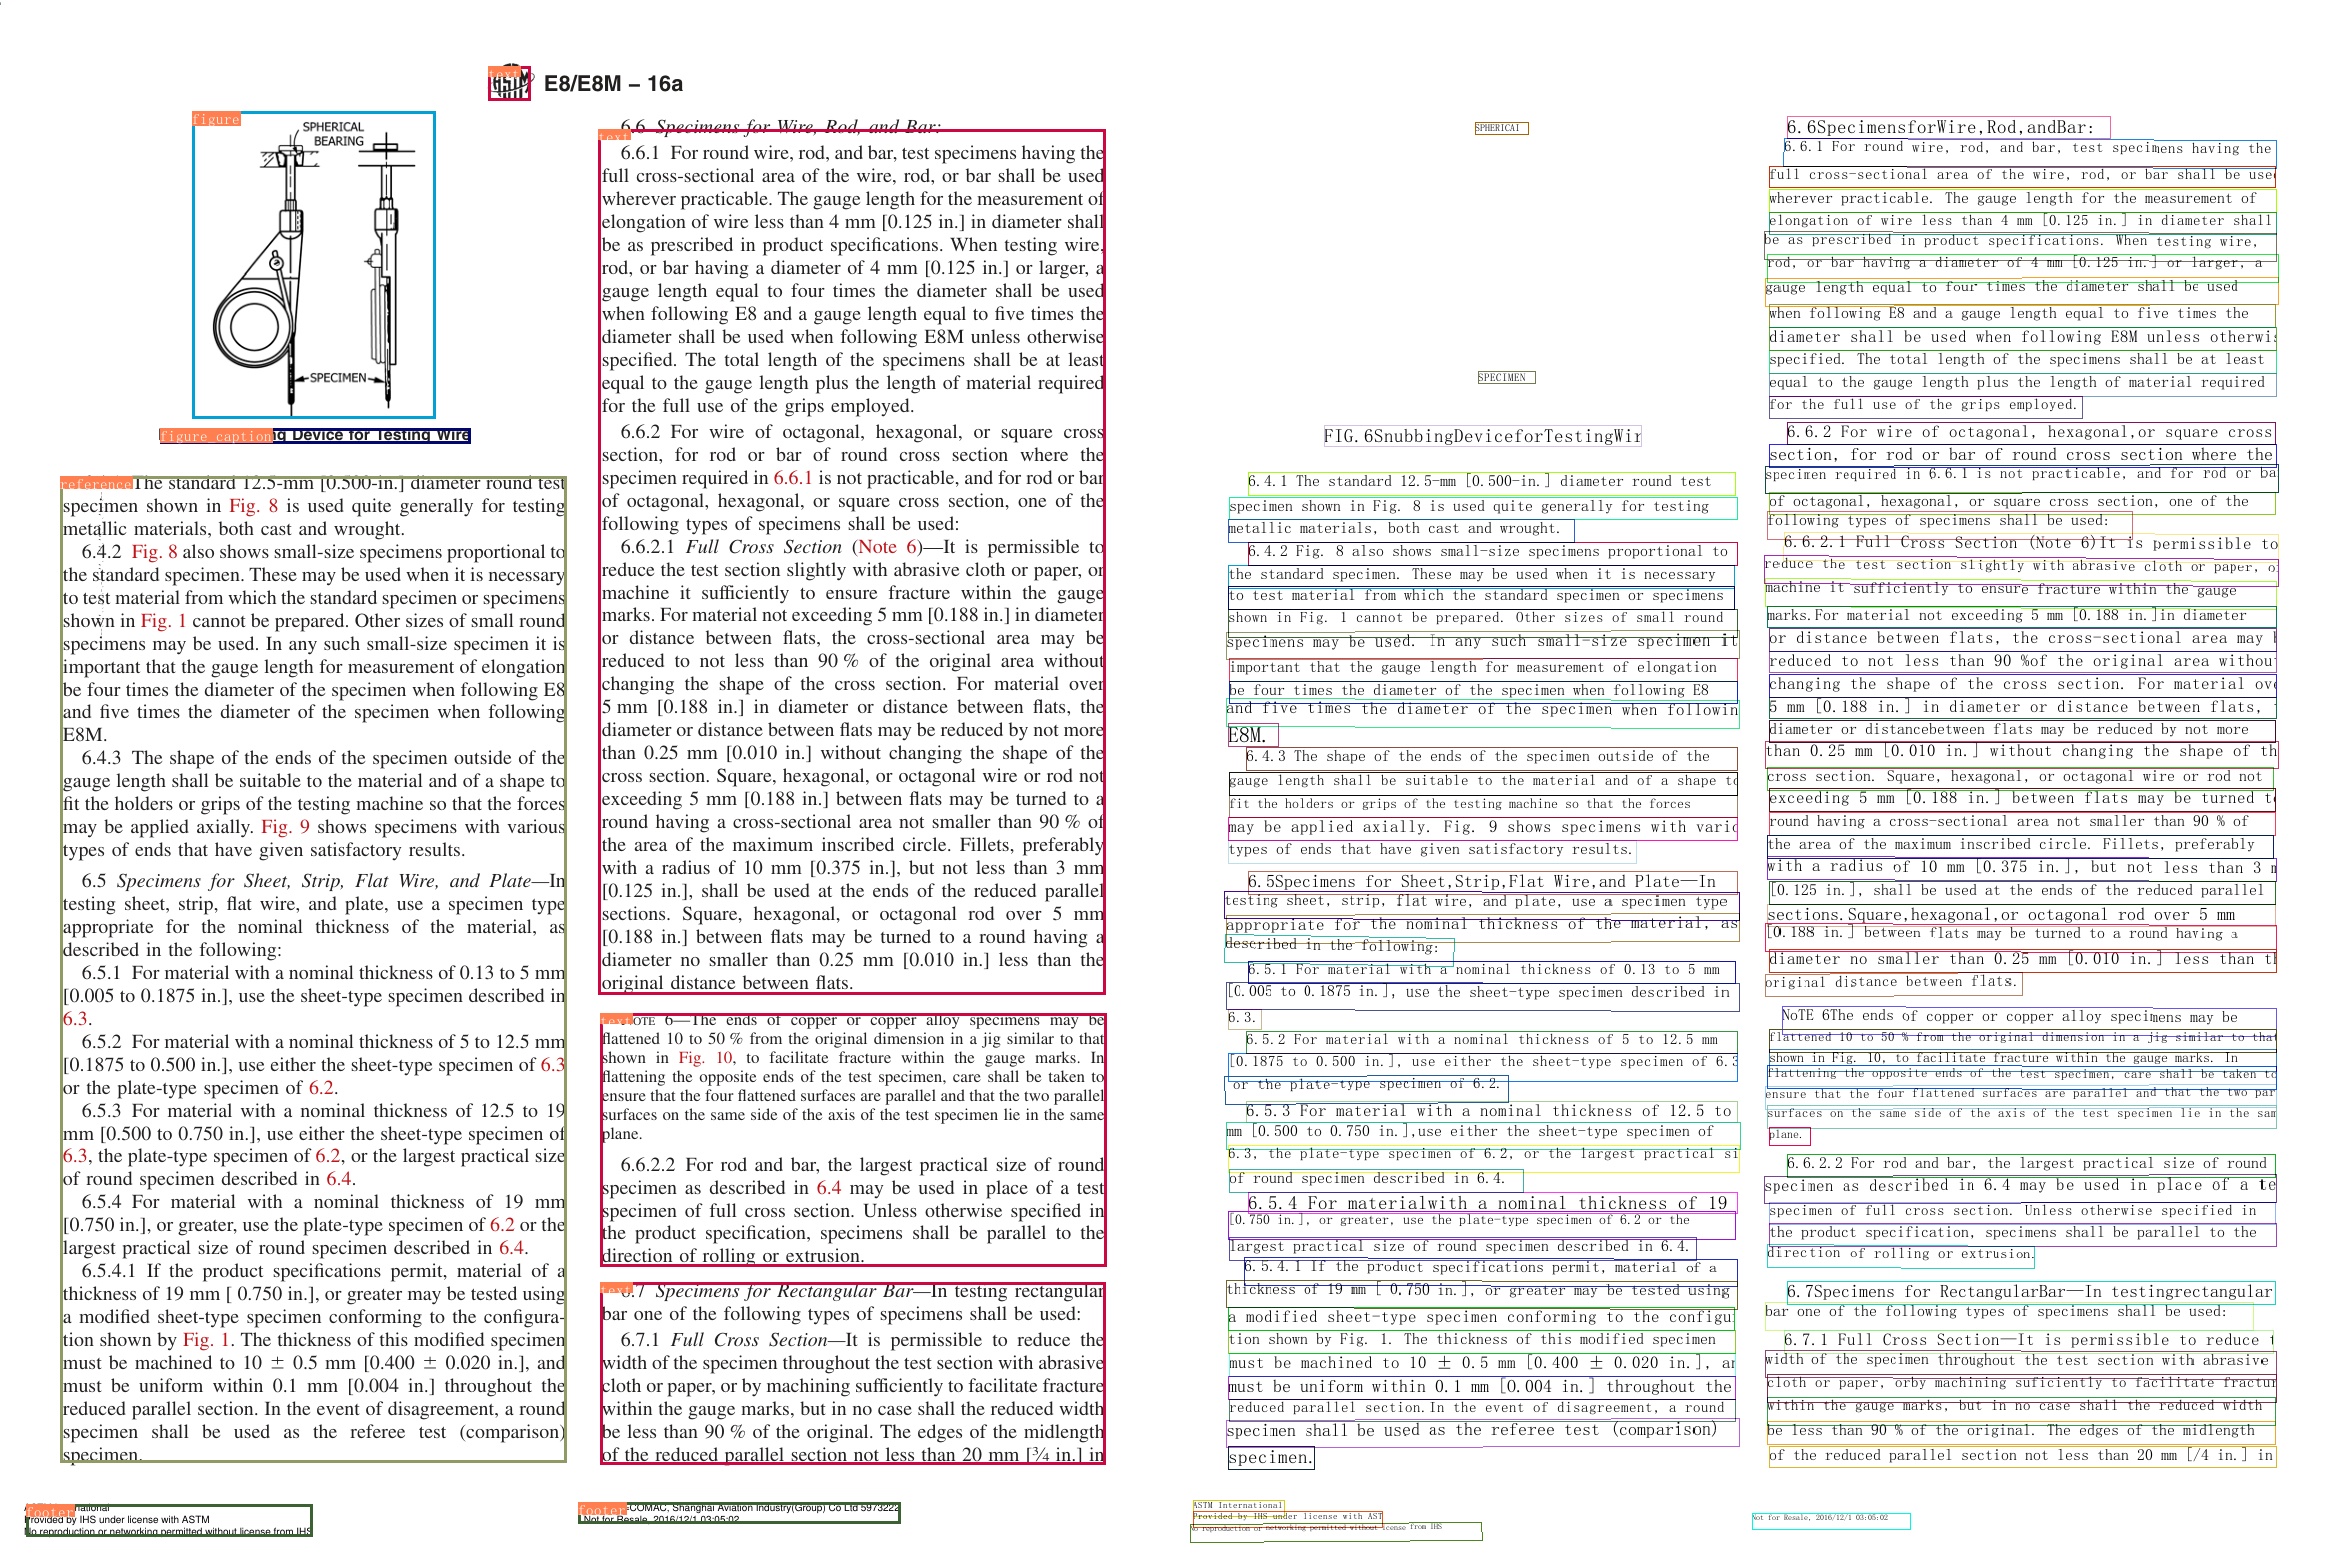 E8/E8M – 16a
figure
SPHERICAL
BEARING
SPECIMEN
figure caption
g Device for Testing Wire
reference
The standard 12.5-mm [0.500-in.] diameter round test
specimen shown in Fig. 8 is used quite generally for testing
metallic materials, both cast and wrought.
6.4.2 Fig. 8 also shows small-size specimens proportional to
the standard specimen. These may be used when it is necessary
to test material from which the standard specimen or specimens
shown in Fig. 1 cannot be prepared. Other sizes of small round
specimens may be used. In any such small-size specimen it is
important that the gauge length for measurement of elongation
be four times the diameter of the specimen when following E8
and five times the diameter of the specimen when following
E8M.
6.4.3 The shape of the ends of the specimen outside of the
gauge length shall be suitable to the material and of a shape to
fit the holders or grips of the testing machine so that the forces
may be applied axially. Fig. 9 shows specimens with various
types of ends that have given satisfactory results.
6.5 Specimens for Sheet, Strip, Flat Wire, and Plate—In
testing sheet, strip, flat wire, and plate, use a specimen type
appropriate for the nominal thickness of the material, as
described in the following:
6.5.1 For material with a nominal thickness of 0.13 to 5 mm
[0.005 to 0.1875 in.], use the sheet-type specimen described in
6.3.
6.5.2 For material with a nominal thickness of 5 to 12.5 mm
[0.1875 to 0.500 in.], use either the sheet-type specimen of 6.3
or the plate-type specimen of 6.2.
6.5.3 For material with a nominal thickness of 12.5 to 19
mm [0.500 to 0.750 in.], use either the sheet-type specimen of
6.3, the plate-type specimen of 6.2, or the largest practical size
of round specimen described in 6.4.
6.5.4 For material with a nominal thickness of 19 mm
[0.750 in.], or greater, use the plate-type specimen of 6.2 or the
largest practical size of round specimen described in 6.4.
6.5.4.1 If the product specifications permit, material of a
thickness of 19 mm [ 0.750 in.], or greater may be tested using
a modified sheet-type specimen conforming to the configura-
tion shown by Fig. 1. The thickness of this modified specimen
must be machined to 10 ± 0.5 mm [0.400 ± 0.020 in.], and
must be uniform within 0.1 mm [0.004 in.] throughout the
reduced parallel section. In the event of disagreement, a round
specimen shall be used as the referee test (comparison)
specimen.
text
6.6 Specimens for Wire, Rod, and Bar:
text
6.6.1 For round wire, rod, and bar, test specimens having the
full cross-sectional area of the wire, rod, or bar shall be used
wherever practicable. The gauge length for the measurement of
elongation of wire less than 4 mm [0.125 in.] in diameter shall
be as prescribed in product specifications. When testing wire,
rod, or bar having a diameter of 4 mm [0.125 in.] or larger, a
gauge length equal to four times the diameter shall be used
when following E8 and a gauge length equal to five times the
diameter shall be used when following E8M unless otherwise
specified. The total length of the specimens shall be at least
equal to the gauge length plus the length of material required
for the full use of the grips employed.
6.6.2 For wire of octagonal, hexagonal, or square cross
section, for rod or bar of round cross section where the
specimen required in 6.6.1 is not practicable, and for rod or bar
of octagonal, hexagonal, or square cross section, one of the
following types of specimens shall be used:
6.6.2.1 Full Cross Section (Note 6)—It is permissible to
reduce the test section slightly with abrasive cloth or paper, or
machine it sufficiently to ensure fracture within the gauge
marks. For material not exceeding 5 mm [0.188 in.] in diameter
or distance between flats, the cross-sectional area may be
reduced to not less than 90 % of the original area without
changing the shape of the cross section. For material over
5 mm [0.188 in.] in diameter or distance between flats, the
diameter or distance between flats may be reduced by not more
than 0.25 mm [0.010 in.] without changing the shape of the
cross section. Square, hexagonal, or octagonal wire or rod not
exceeding 5 mm [0.188 in.] between flats may be turned to a
round having a cross-sectional area not smaller than 90 % of
the area of the maximum inscribed circle. Fillets, preferably
with a radius of 10 mm [0.375 in.], but not less than 3 mm
[0.125 in.], shall be used at the ends of the reduced parallel
sections. Square, hexagonal, or octagonal rod over 5 mm
[0.188 in.] between flats may be turned to a round having a
diameter no smaller than 0.25 mm [0.010 in.] less than the
original distance between flats.
text
OTE 6—The ends of copper or copper alloy specimens may be
flattened 10 to 50 % from the original dimension in a jig similar to that
shown in Fig. 10, to facilitate fracture within the gauge marks. In
flattening the opposite ends of the test specimen, care shall be taken to
ensure that the four flattened surfaces are parallel and that the two parallel
surfaces on the same side of the axis of the test specimen lie in the same
plane.
6.6.2.2 For rod and bar, the largest practical size of round
specimen as described in 6.4 may be used in place of a test
specimen of full cross section. Unless otherwise specified in
the product specification, specimens shall be parallel to the
direction of rolling or extrusion.
text
.7 Specimens for Rectangular Bar—In testing rectangular
bar one of the following types of specimens shall be used:
6.7.1 Full Cross Section—It is permissible to reduce the
width of the specimen throughout the test section with abrasive
cloth or paper, or by machining sufficiently to facilitate fracture
within the gauge marks, but in no case shall the reduced width
be less than 90 % of the original. The edges of the midlength
of the reduced parallel section not less than 20 mm [¾ in.] in
footer
Provided by IHS under license with ASTM
No reproduction or networking permitted without license from IHS
footer
COMAC, Shanghai Aviation Industry(Group) Co Ltd 5973222
Not for Resale, 2016/12/1 03:05:02
SPHERICAI
SPECIMEN
FIG.6SnubbingDeviceforTestingWir
6.4.1 The standard 12.5-mm [0.500-in.] diameter round test
specimen shown in Fig. 8 is used quite generally for testing
metallic materials, both cast and wrought.
6.4.2 Fig. 8 also shows small-size specimens proportional to
the standard specimen. These may be used when it is necessary
to test material from which the standard specimen or specimens
shown in Fig. 1 cannot be prepared. Other sizes of small round
specimens may be used. In any such small-size specimen it
important that the gauge length for measurement of elongation
be four times the diameter of the specimen when following E8
and five times the diameter of the specimen when followin
E8M.
6.4.3 The shape of the ends of the specimen outside of the
gauge length shall be suitable to the material and of a shape to
fit the holders or grips of the testing machine so that the forces
may be applied axially. Fig. 9 shows specimens with vario
types of ends that have given satisfactory results.
6.5Specimens for Sheet,Strip,Flat Wire,and Plate—In
testing sheet, strip, flat wire, and plate, use a specimen type
appropriate for the nominal thickness of the material, as
described in the following:
6.5.1 For material with a nominal thickness of 0.13 to 5 mm
[0.005 to 0.1875 in.], use the sheet-type specimen described in
6.3.
6.5.2 For material with a nominal thickness of 5 to 12.5 mm
[0.1875 to 0.500 in.], use either the sheet-type specimen of 6.3
or the plate-type specimen of 6.2.
6.5.3 For material with a nominal thickness of 12.5 to
mm [0.500 to 0.750 in.],use either the sheet-type specimen of
6.3, the plate-type specimen of 6.2, or the largest practical si
of round specimen described in 6.4.
6.5.4 For materialwith a nominal thickness of 19
[0.750 in.], or greater, use the plate-type specimen of 6.2 or the
largest practical size of round specimen described in 6.4.
6.5.4.1 If the product specifications permit, material of a
thickness of 19 mm [ 0.750 in.], or greater may be tested using
a modified sheet-type specimen conforming to the configu
tion shown by Fig. 1. The thickness of this modified specimen
must be machined to 10 ± 0.5 mm [0.400 ± 0.020 in.], an
must be uniform within 0.1 mm [0.004 in.] throughout the
reduced parallel section.In the event of disagreement, a round
specimen shall be used as the referee test (comparison)
specimen.
6.6SpecimensforWire,Rod,andBar:
6.6.1 For round wire, rod, and bar, test specimens having the
full cross-sectional area of the wire, rod, or bar shall be used
wherever practicable. The gauge length for the measurement of
elongation of wire less than 4 mm [0.125 in.] in diameter shall
be as prescribed in product specifications. When testing wire,
rod, or bar having a diameter of 4 mm [0.125 in.] or larger, a
gauge length equal to four times the diameter shall be used
when following E8 and a gauge length equal to five times the
diameter shall be used when following E8M unless otherwis
specified. The total length of the specimens shall be at least
equal to the gauge length plus the length of material required
for the full use of the grips employed.
6.6.2 For wire of octagonal, hexagonal,or square cross
section, for rod or bar of round cross section where the
specimen required in 6.6.1 is not practicable, and for rod or ba
of octagonal, hexagonal, or square cross section, one of the
following types of specimens shall be used:
6.6.2.1 Full Cross Section (Note 6)It is permissible to
reduce the test section slightly with abrasive cloth or paper, or
machine it sufficiently to ensure fracture within the gauge
marks.For material not exceeding 5 mm [0.188 in.]in diameter
or distance between flats, the cross-sectional area may b
reduced to not less than 90 %of the original area withou
changing the shape of the cross section. For material ove
5 mm [0.188 in.] in diameter or distance between flats,
diameter or distancebetween flats may be reduced by not more
than 0.25 mm [0.010 in.] without changing the shape of th
cross section. Square, hexagonal, or octagonal wire or rod not
exceeding 5 mm [0.188 in.] between flats may be turned to
round having a cross-sectional area not smaller than 90 % of
the area of the maximum inscribed circle. Fillets, preferably
with a radius of 10 mm [0.375 in.], but not less than 3 m
[0.125 in.], shall be used at the ends of the reduced parallel
sections.Square,hexagonal,or octagonal rod over 5 mm
[0.188 in.] between flats may be turned to a round having a
diameter no smaller than 0.25 mm [0.010 in.] less than th
original distance between flats.
NoTE 6The ends of copper or copper alloy specimens may be
flattened 10 to 50 % from the original dimension in a jig similar to that
shown in Fig. 10, to facilitate fracture within the gauge marks. In
flattening the opposite ends of the test specimen, care shall be taken to
ensure that the four flattened surfaces are parallel and that the two par
surfaces on the same side of the axis of the test specimen lie in the sam
plane.
6.6.2.2 For rod and bar, the largest practical size of round
specimen as described in 6.4 may be used in place of a te
specimen of full cross section. Unless otherwise specified in
the product specification, specimens shall be parallel to the
direction of rolling or extrusion.
6.7Specimens for RectangularBar—In testingrectangular
bar one of the following types of specimens shall be used:
6.7.1 Full Cross Section—It is permissible to reduce t
width of the specimen throughout the test section with abrasive
cloth or paper, orby machining suficiently to facilitate fractur
within the gauge marks, but in no case shall the reduced width
be less than 90 % of the original. The edges of the midlength
of the reduced parallel section not less than 20 mm [/4 in.] in
ASTM International
Provided by IHS under license with AST
No reproduction or networking permitted without license from IHS
Not for Resale, 2016/12/1 03:05:02